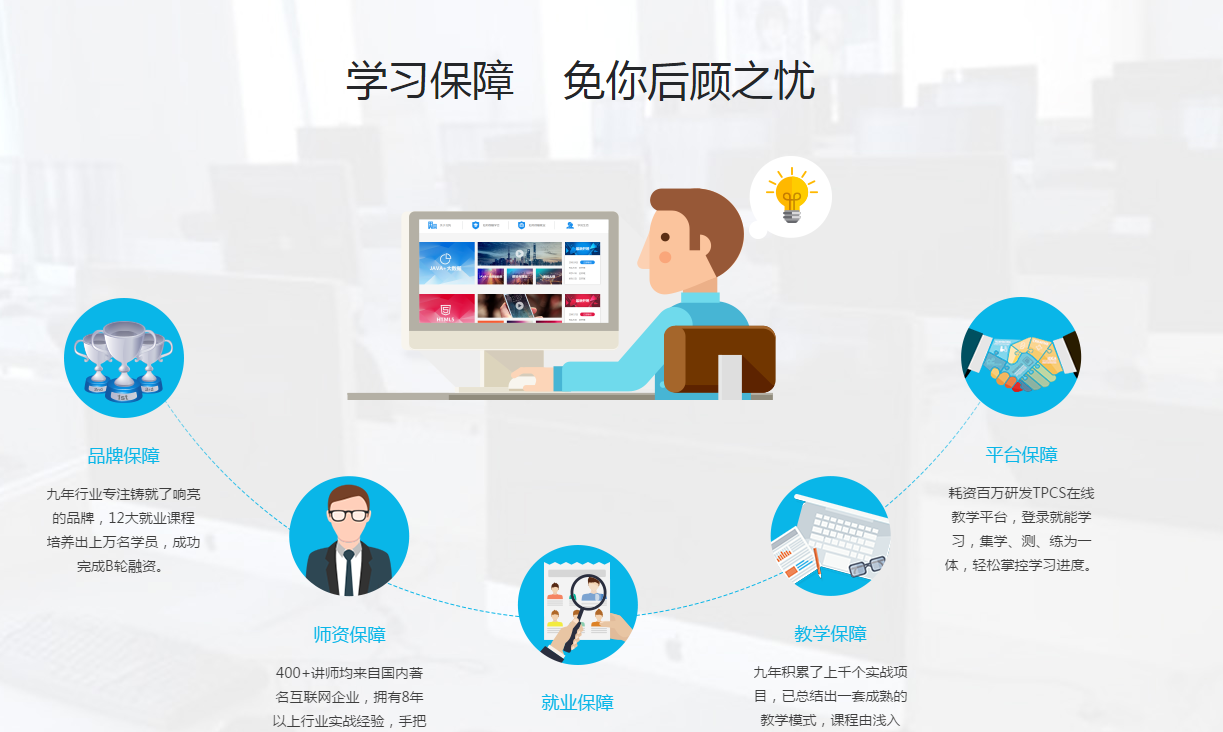 学习保障 免你后顾之忧
JAVA+大数据
HTML5
1st
品牌保障
九年行业专注铸就了响亮
的品牌，12大就业课程
培养出上万名学员，成功
完成B轮融资。
师资保障
400+讲师均来自国内著
名互联网企业，拥有8年
以上行业实战经验，手把
就业保障
教学保障
九年积累了上千个实战项
目，已总结出一套成熟的
教学模式，课程由浅入
平台保障
耗资百万研发TPCS在线
教学平台，登录就能学
习，集学、测、练为一
体，轻松掌控学习进度。